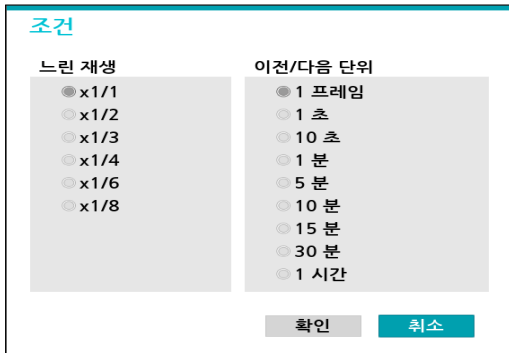 조건
느린 재생
x1/1
x1/2
x1/3
x1/4
x1/6
x1/8
이전/다음 단위
1 프레임
1 초
10 초
1 분
5 분
10 분
15 분
30 분
1 시간
확인
취소